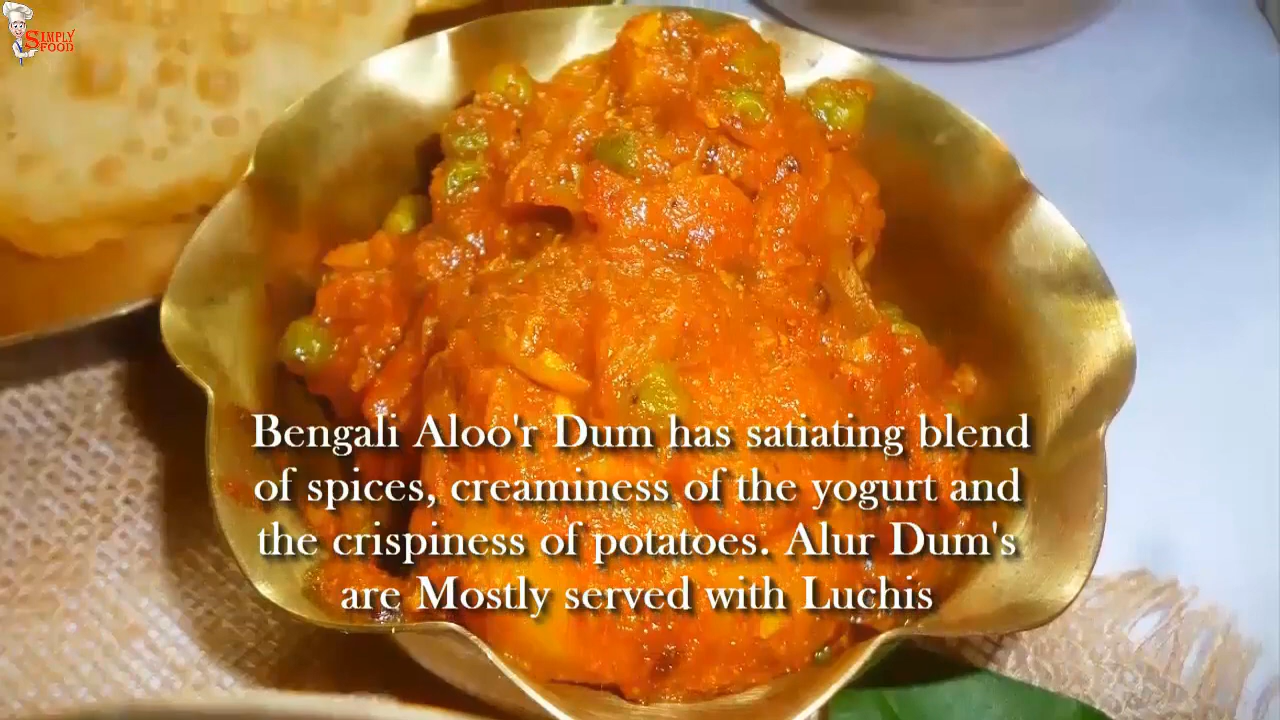 SIMPLY
FOOD
Bengali Aloo'r Dum has satiating blend
of spices, creaminess of the yogurt and
the crispiness of potatoes. Alur Dum's
are Mostly served with Luchis